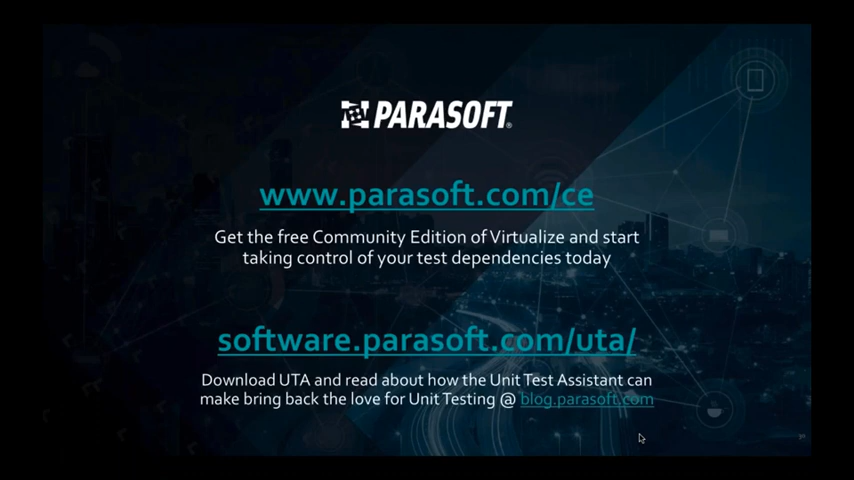 PARASOFT®
www.parasoft.com/ce
Get the free Community Edition of Virtualize and start
taking control of your test dependencies today
software.parasoft.com/uta/
Download UTA and read about how the Unit Test Assistant can
make bring back the love for Unit Testing @ blog.parasoft.com